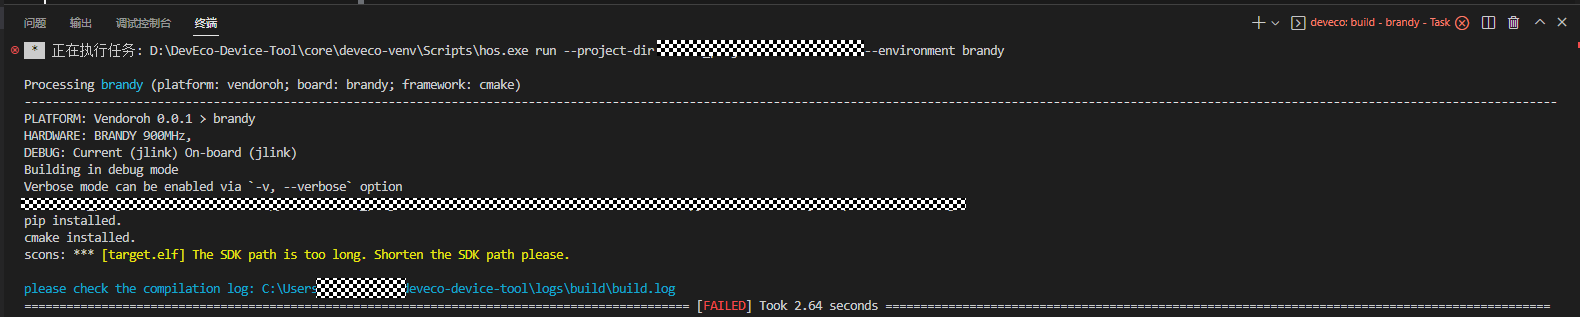 问题 输出 调试控制台 终端
deveco: build - brandy - Task
* 正在执行任务: D:\DevEco-Device-Tool\core\deveco-venv\Scripts\hos.exe run --project-dir --environment brandy
Processing brandy (platform: vendoroh; board: brandy; framework: cmake)
PLATFORM: Vendoroh 0.0.1 > brandy
HARDWARE: BRANDY 900MHz,
DEBUG: Current (jlink) On-board (jlink)
Building in debug mode
Verbose mode can be enabled via `-v, --verbose` option
pip installed.
cmake installed.
scons: *** [target.elf] The SDK path is too long. Shorten the SDK path please.
please check the compilation log: C:\Users deveco-device-tool\logs\build\build.log
[FAILED] Took 2.64 seconds